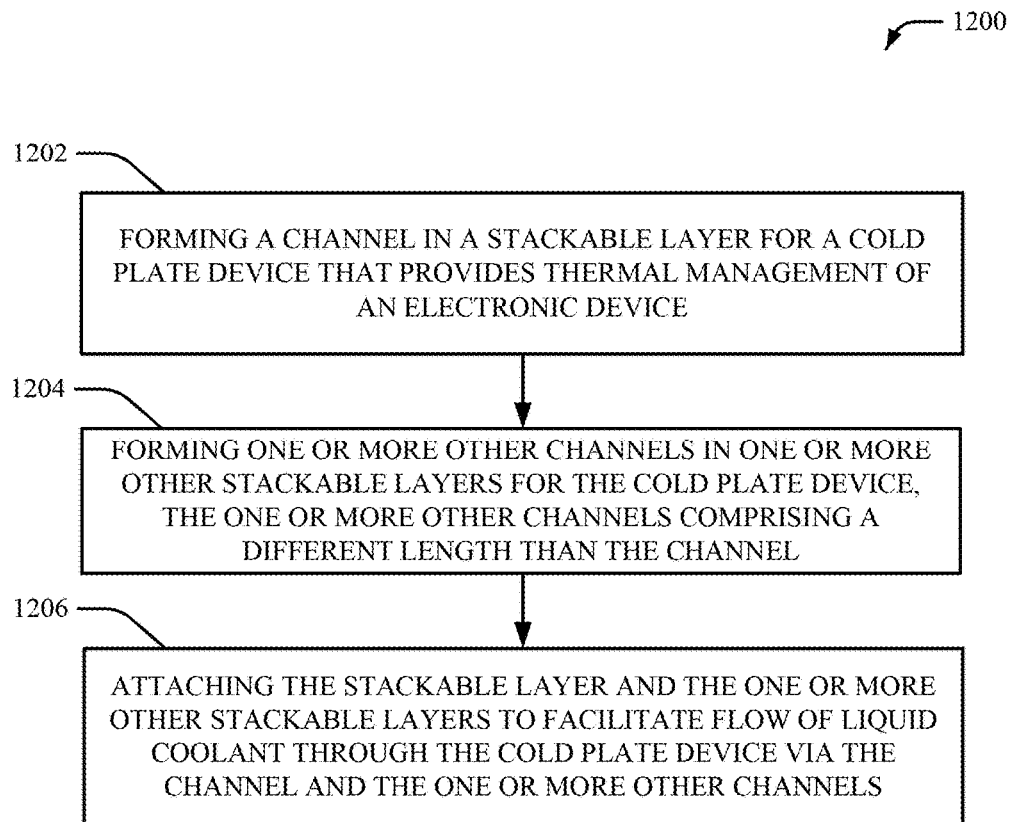 1200
1202
FORMING A CHANNEL IN A STACKABLE LAYER FOR A COLD
PLATE DEVICE THAT PROVIDES THERMAL MANAGEMENT OF
AN ELECTRONIC DEVICE
1204
FORMING ONE OR MORE OTHER CHANNELS IN ONE OR MORE
OTHER STACKABLE LAYERS FOR THE COLD PLATE DEVICE,
THE ONE OR MORE OTHER CHANNELS COMPRISING A
DIFFERENT LENGTH THAN THE CHANNEL
1206
ATTACHING THE STACKABLE LAYER AND THE ONE OR MORE
OTHER STACKABLE LAYERS TO FACILITATE FLOW OF LIQUID
COOLANT THROUGH THE COLD PLATE DEVICE VIA THE
CHANNEL AND THE ONE OR MORE OTHER CHANNELS